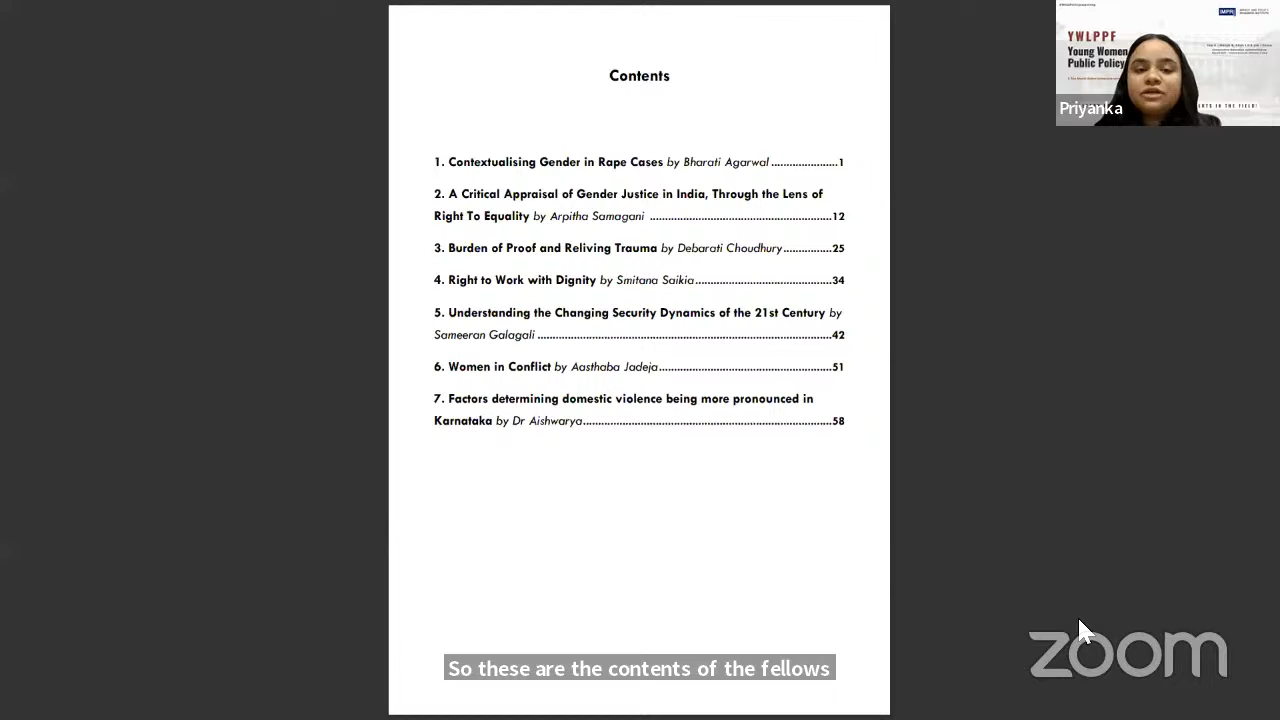 Contents
1. Contextualising Gender in Rape Cases by Bharati Agarwal ......................1
2. A Critical Appraisal of Gender Justice in India, Through the Lens of
Right To Equality by Arpitha Samagani ............................................................12
3. Burden of Proof and Reliving Trauma by Debarati Choudhury................25
4. Right to Work with Dignity by Smitana Saikia.............................................34
5. Understanding the Changing Security Dynamics of the 21st Century by
Sameeran Galagali .................................................................................................42
6. Women in Conflict by Aasthaba Jadeja.........................................................51
7. Factors determining domestic violence being more pronounced in
Karnataka by Dr Aishwarya..................................................................................58
IMPRI
YWLPPF
Young Women
Public Policy
Priyanka
RTS IN THE FIELD!
So these are the contents of the fellows
zoom